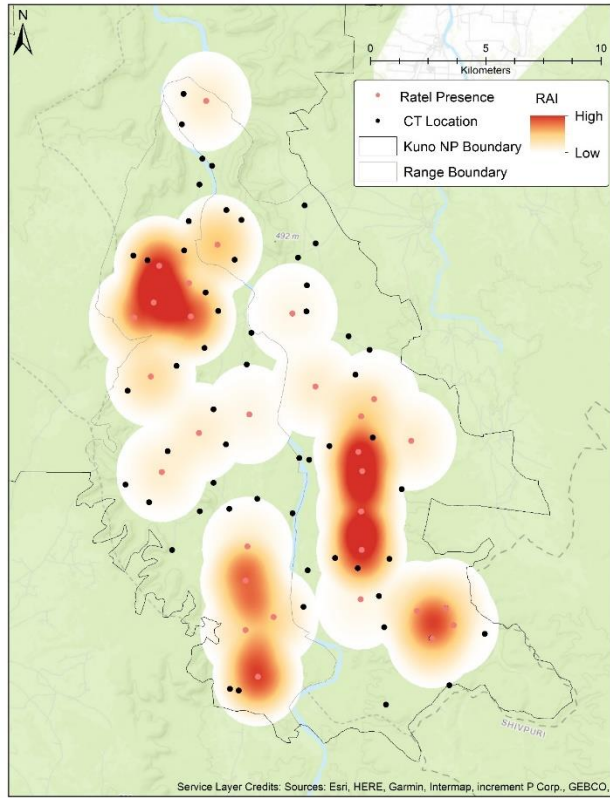 N
0 5 10
Kilometers
Ratel Presence
CT Location
Kuno NP Boundary
Range Boundary
RAI
High
Low
492 m
SHIVPURI
Service Layer Credits: Sources: Esri, HERE, Garmin, Intermap, increment P Corp., GEBCO,